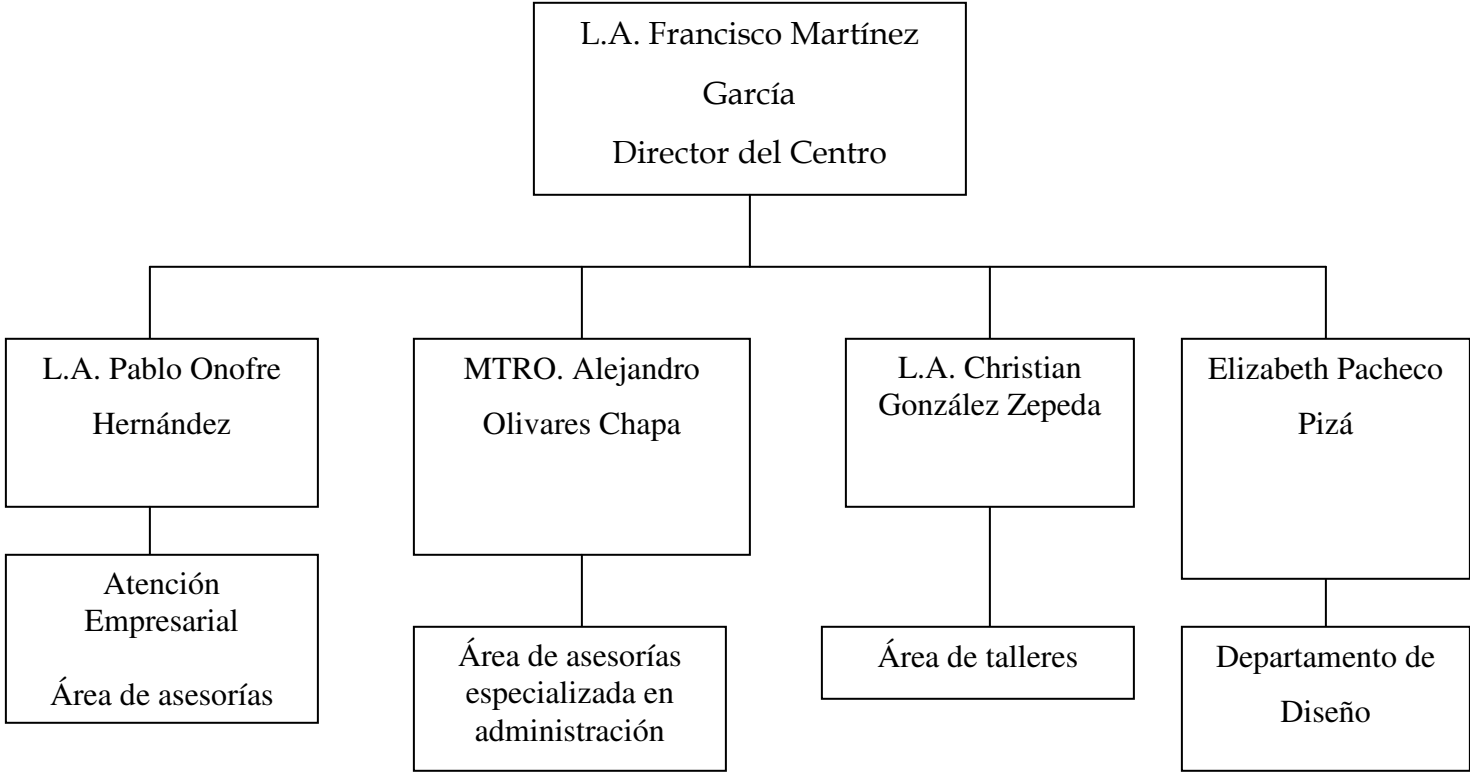 L.A. Francisco Martínez
García
Director del Centro
L.A. Pablo Onofre
Hernández
MTRO. Alejandro
Olivares Chapa
L.A. Christian
González Zepeda
Elizabeth Pacheco
Pizá
Atención
Empresarial
Área de asesorías
Área de asesorías
especializada en
administración
Área de talleres
Departamento de
Diseño